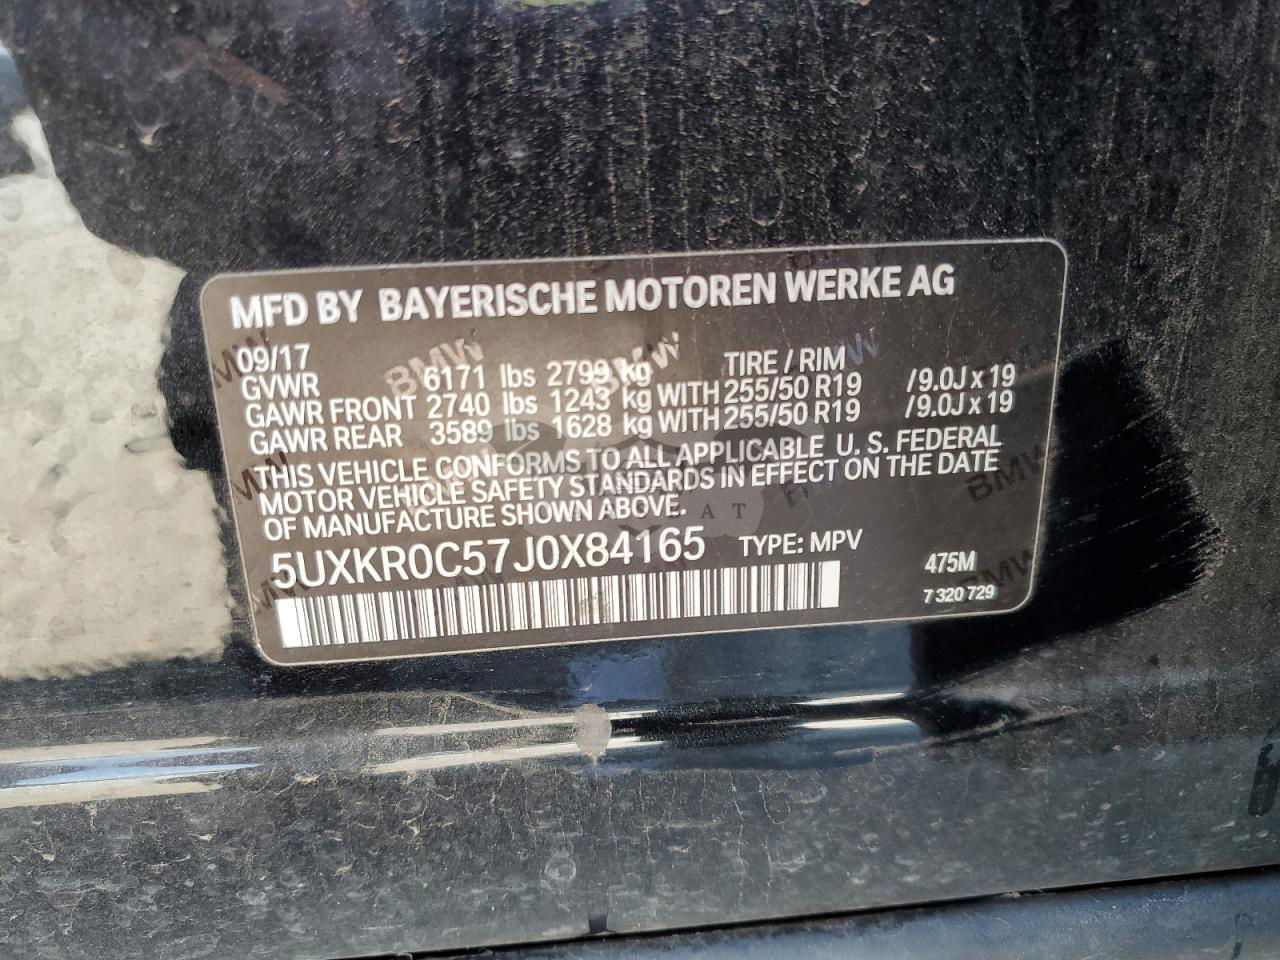 MFD BY BAYERISCHE MOTOREN WERKE AG
09/17
GVWR 6171 lbs 2799 kg TIRE / RIM
GAWR FRONT 2740 lbs 1243 kg WITH 255/50 R19 /9.0J x 19
GAWR REAR 3589 lbs 1628 kg WITH 255/50 R19 /9.0J x 19
THIS VEHICLE CONFORMS TO ALL APPLICABLE U. S. FEDERAL
MOTOR VEHICLE SAFETY STANDARDS IN EFFECT ON THE DATE
OF MANUFACTURE SHOWN ABOVE.
5UXKR0C57J0X84165 TYPE: MPV 475M
7 320 729